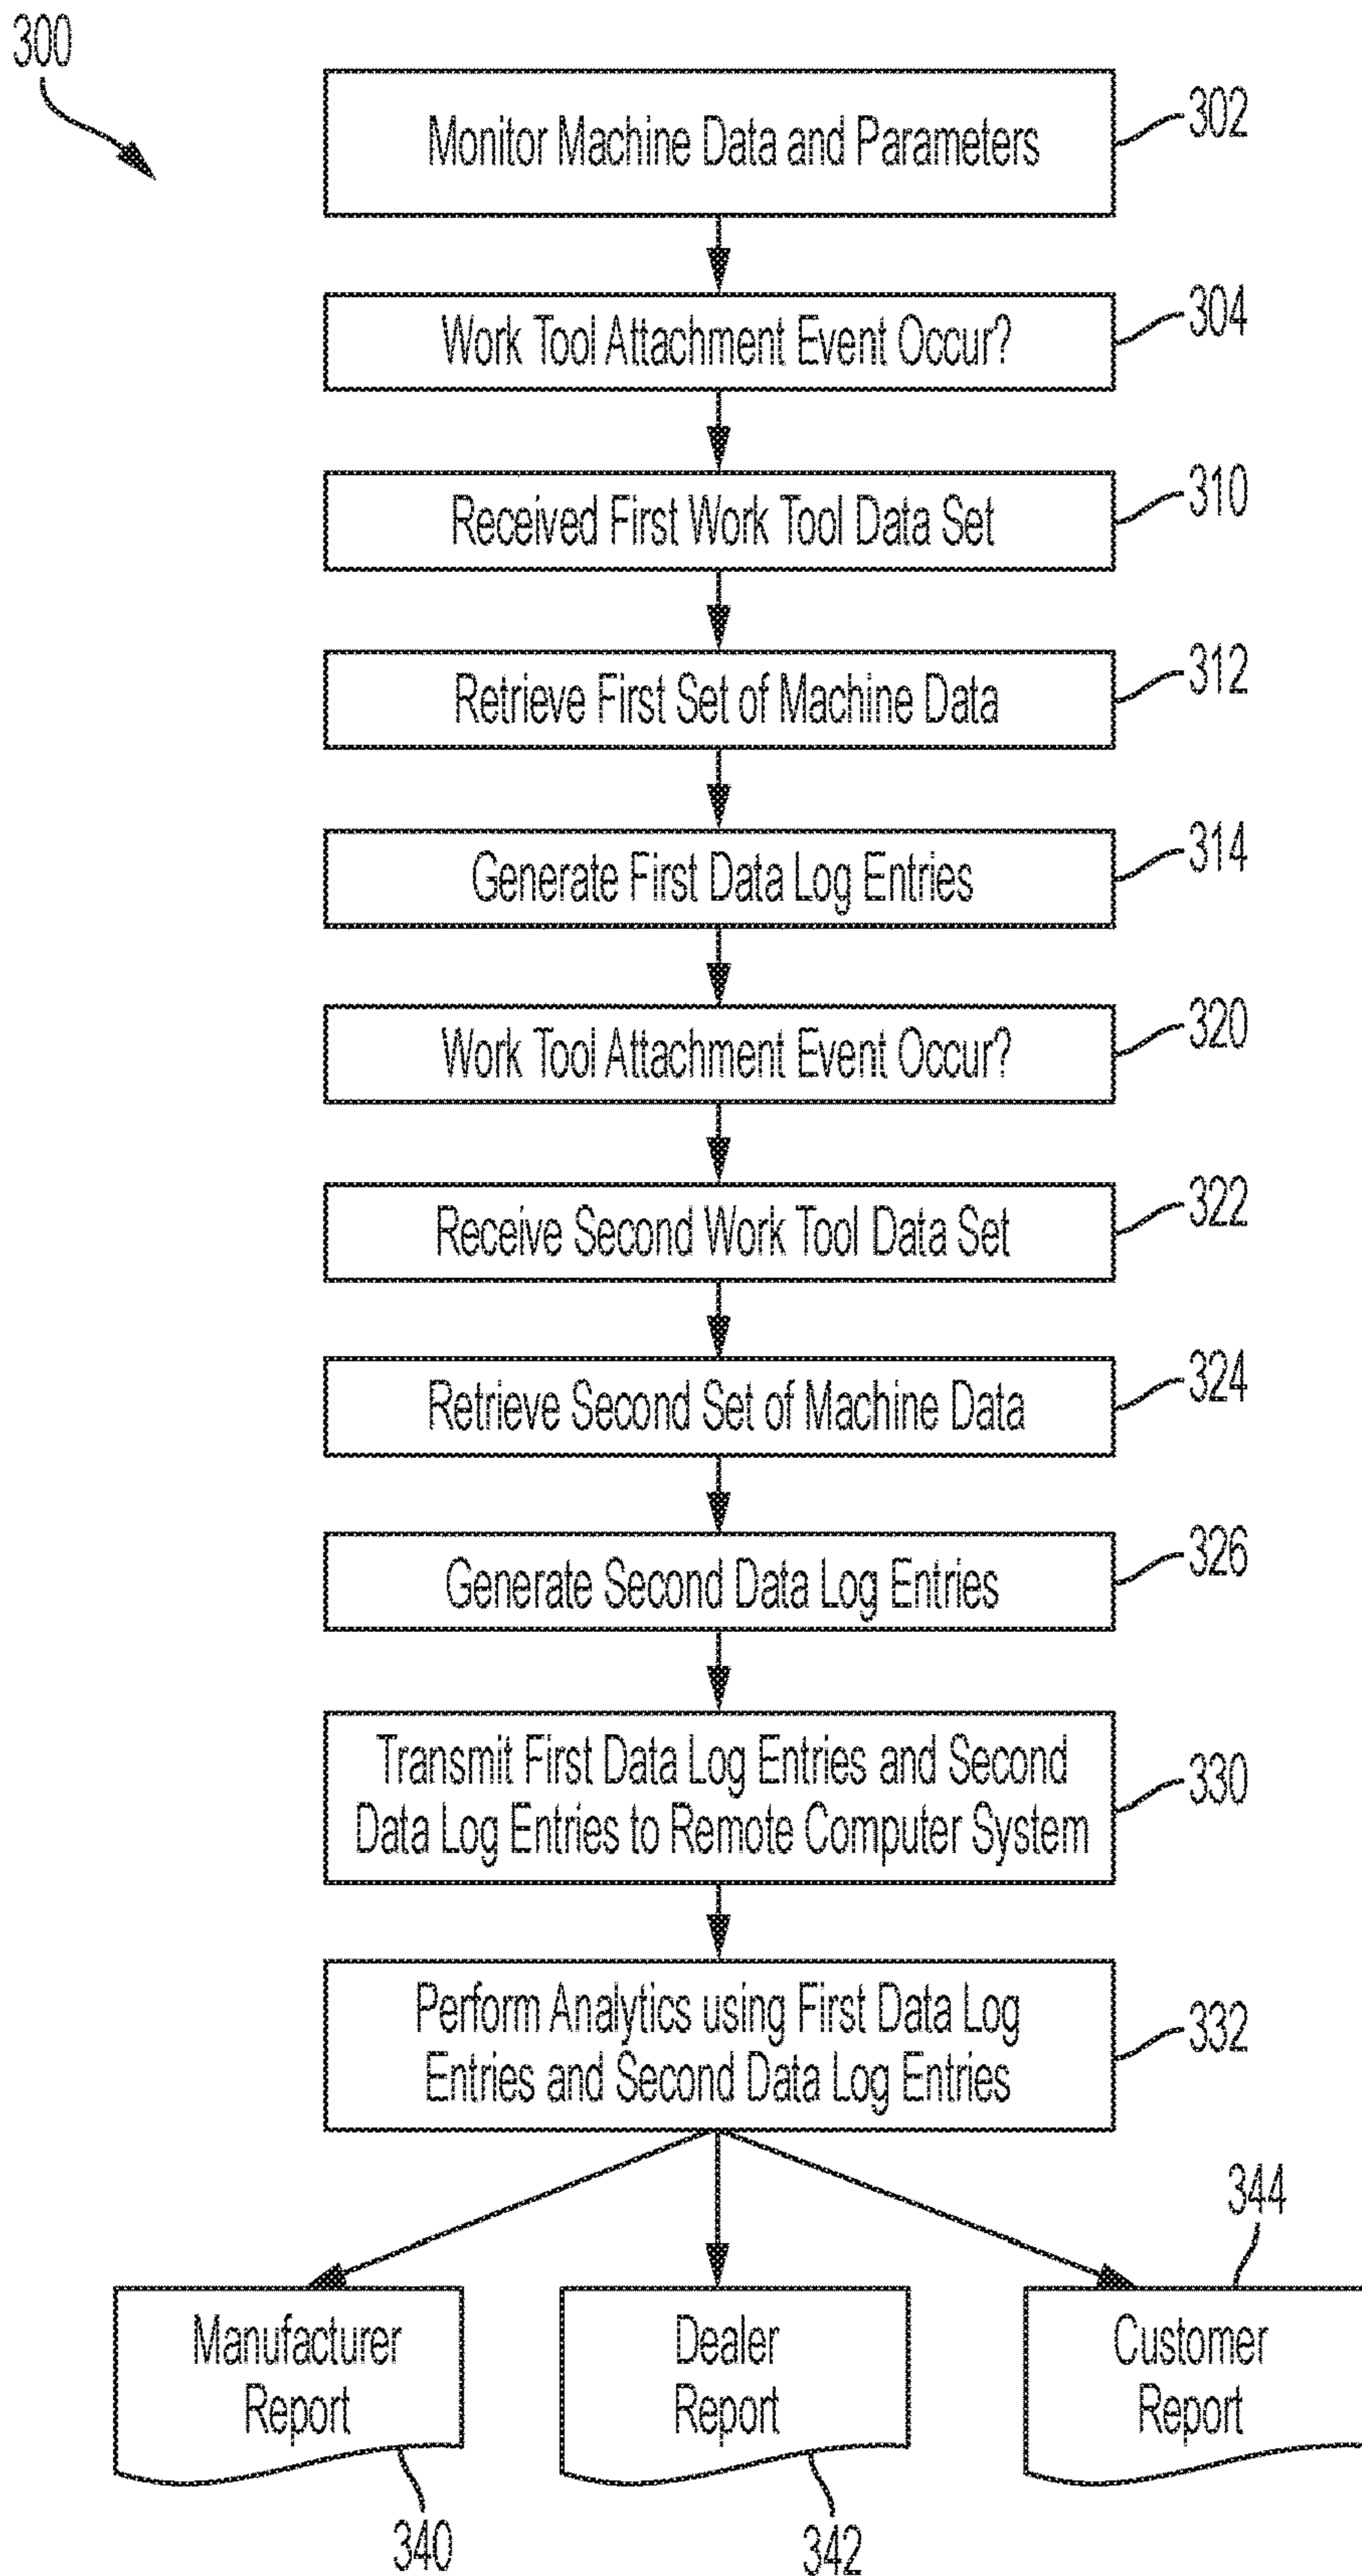 300
Monitor Machine Data and Parameters
302
Work Tool Attachment Event Occur?
304
Received First Work Tool Data Set
310
Retrieve First Set of Machine Data
312
Generate First Data Log Entries
314
Work Tool Attachment Event Occur?
320
Receive Second Work Tool Data Set
322
Retrieve Second Set of Machine Data
324
Generate Second Data Log Entries
326
Transmit First Data Log Entries and Second
Data Log Entries to Remote Computer System
330
Perform Analytics using First Data Log
Entries and Second Data Log Entries
332
Manufacturer
Report
340
Dealer
Report
342
344
Customer
Report